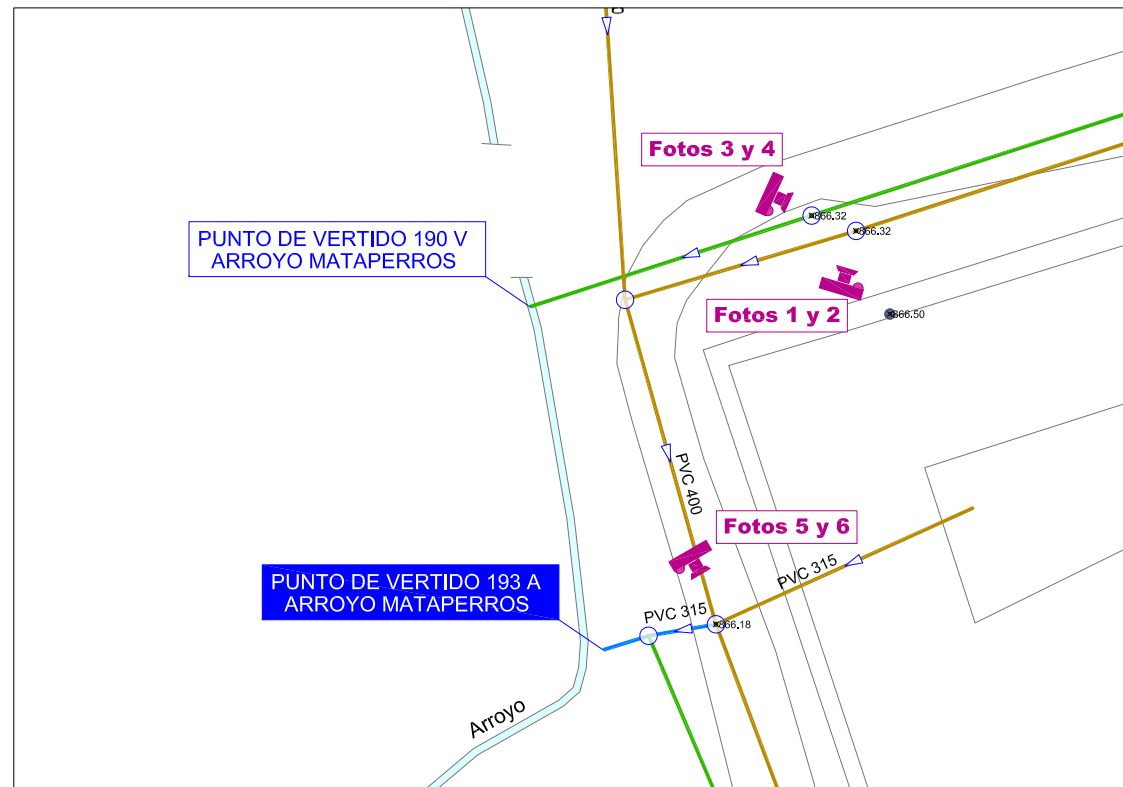 Fotos 3 y 4
866.32
866.32
PUNTO DE VERTIDO 190 V
ARROYO MATAPERROS
Fotos 1 y 2
866.50
PVC 400
Fotos 5 y 6
PVC 315
PUNTO DE VERTIDO 193 A
ARROYO MATAPERROS
PVC 315
866.18
Arroyo